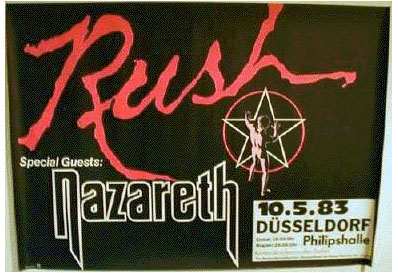 Rush
Special Guests:
Nazareth
10.5.83
DÜSSELDORF
Philipshalle